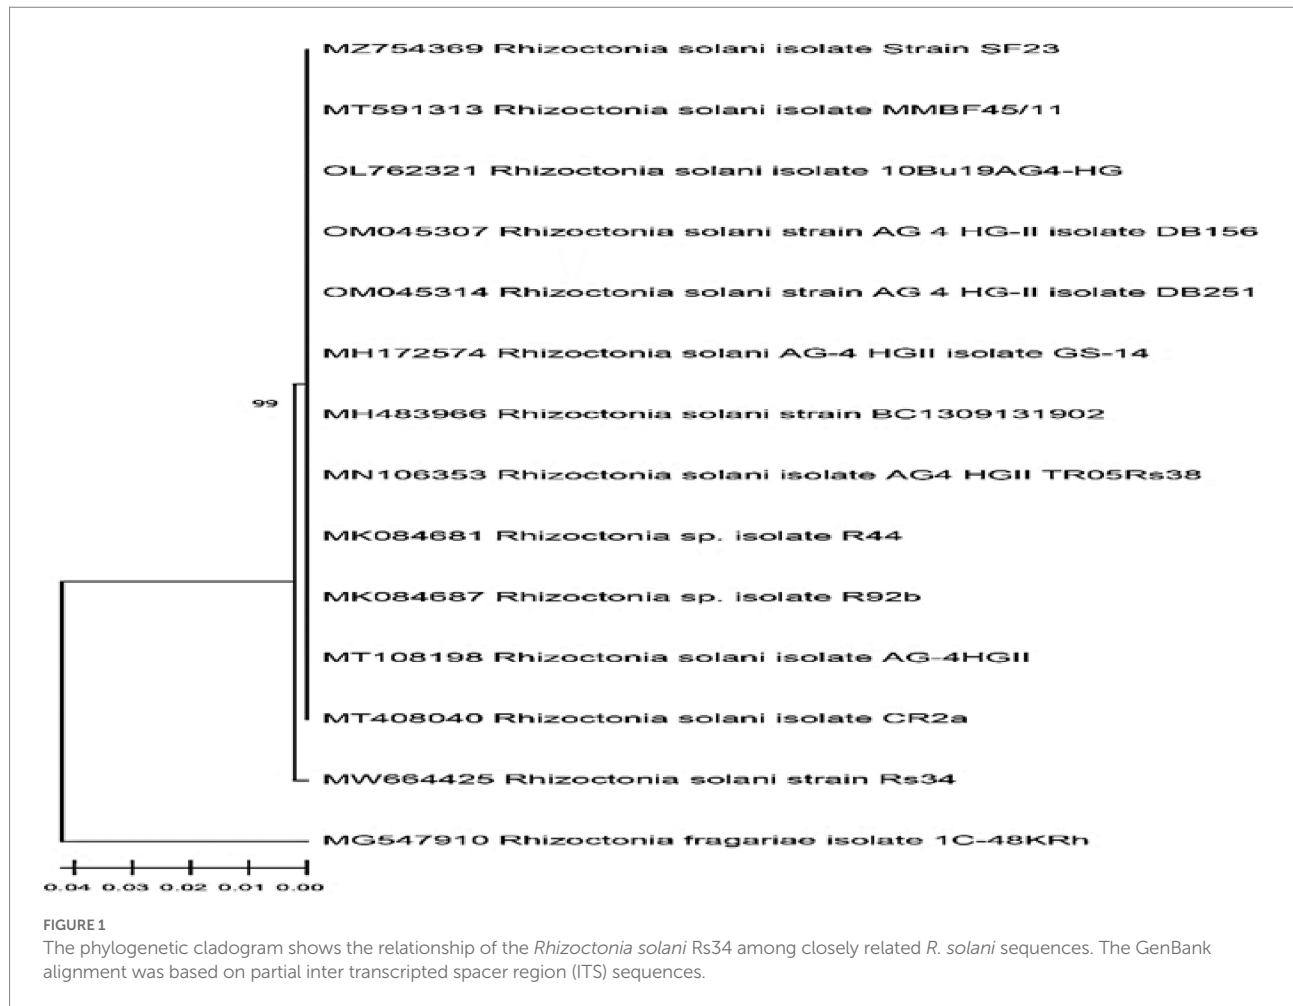 MZ754369 Rhizoctonia solani isolate Strain SF23
MT591313 Rhizoctonia solani isolate MMBF45/11
OL762321 Rhizoctonia solani isolate 10Bu19AG4-HG
OM045307 Rhizoctonia solani strain AG 4 HG-II isolate DB156
OM045314 Rhizoctonia solani strain AG 4 HG-II isolate DB251
MH172574 Rhizoctonia solani AG-4 HGII isolate GS-14
99
MH483966 Rhizoctonia solani strain BC1309131902
MN106353 Rhizoctonia solani isolate AG4 HGII TR05Rs38
MK084681 Rhizoctonia sp. isolate R44
MK084687 Rhizoctonia sp. isolate R92b
MT108198 Rhizoctonia solani isolate AG-4HGII
MT408040 Rhizoctonia solani isolate CR2a
MW664425 Rhizoctonia solani strain Rs34
MG547910 Rhizoctonia fragariae isolate 1C-48KRh
0.04 0.03 0.02 0.01 0.00
FIGURE 1
The phylogenetic cladogram shows the relationship of the Rhizoctonia solani Rs34 among closely related R. solani sequences. The GenBank
alignment was based on partial inter transcripted spacer region (ITS) sequences.